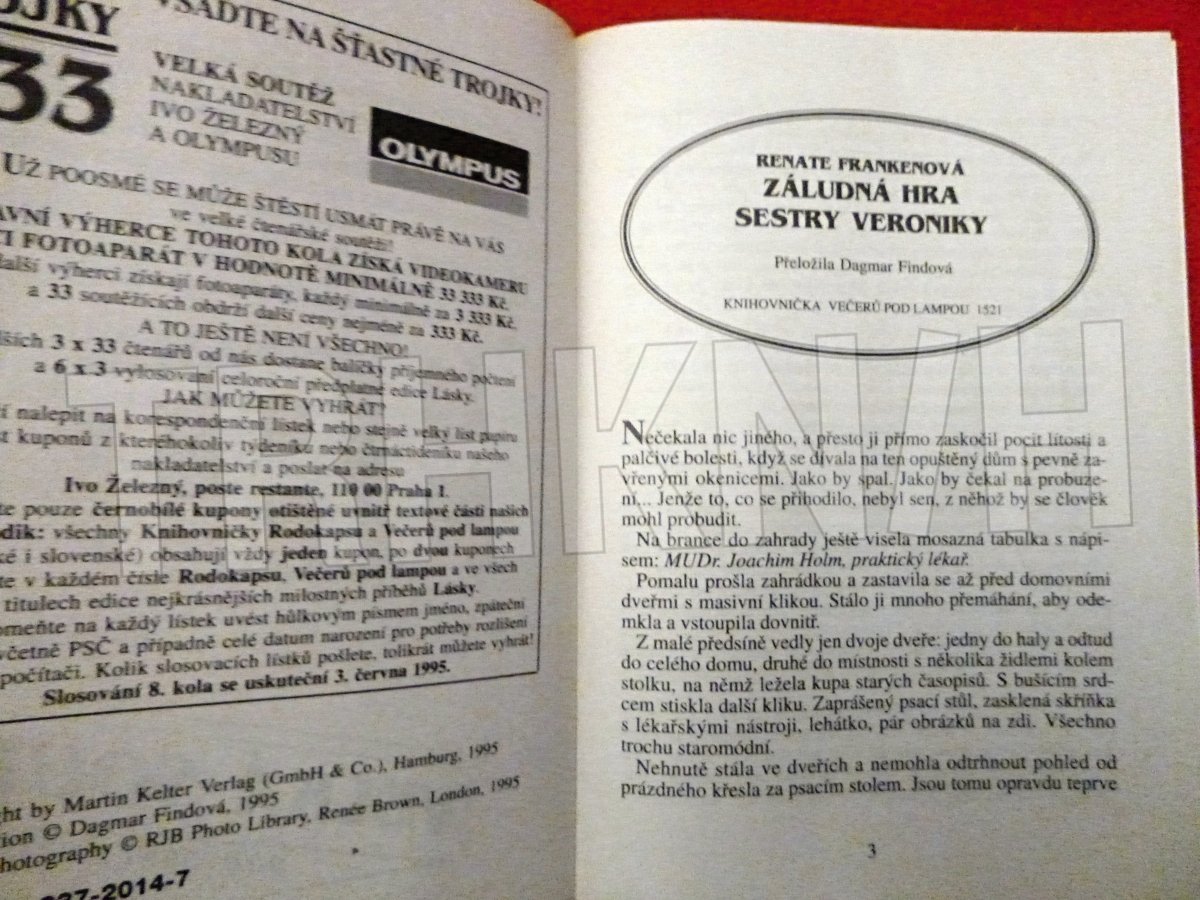 TROJKY
33
VSAĎTE NA ŠŤASTNÉ TROJKY!
VELKÁ SOUTĚŽ
NAKLADATELSTVÍ
IVO ŽELEZNÝ
A OLYMPUSU
OLYMPUS
UŽ POOSMÉ SE MŮŽE ŠTĚSTÍ USMÁT PRÁVĚ NA VÁS
ve velké čtenářské soutěži!
AVNÍ VÝHERCE TOHOTO KOLA ZÍSKÁ VIDEOKAMERU
CI FOTOAPARÁT V HODNOTĚ MINIMÁLNĚ 33 333 Kč.
další výherci získají fotoaparáty, každý minimálně za 3 333 Kč.
a 33 soutěžících obdrží další ceny nejméně za 333 Kč.
A TO JEŠTĚ NENÍ VŠECHNO!
lších 3 x 33 čtenářů od nás dostane balíčky příjemného počtení
a 6 x 3 vylosovaní celoroční předplatné edice Lásky.
JAK MŮŽETE VYHRÁT?
í nalepit na korespondenční lístek nebo stejně velký list papíru
st kuponů z kteréhokoliv týdeníku nebo čtrnáctideníku našeho
nakladatelství a poslat na adresu
Ivo Železný, poste restante, 110 00 Praha 1.
te pouze černobílé kupony otištěné uvnitř textové části našich
odik: všechny Knihovničky Rodokapsu a Večerů pod lampou
ké i slovenské) obsahují vždy jeden kupon, po dvou kuponech
te v každém čísle Rodokapsu, Večerů pod lampou a ve všech
titulech edice nejkrásnějších milostných příběhů Lásky.
omeňte na každý lístek uvést hůlkovým písmem jméno, zpáteční
včetně PSČ a případně celé datum narození pro potřeby rozlišení
počítači. Kolik slosovacích lístků pošlete, tolikrát můžete vyhrát!
Slosování 8. kola se uskuteční 3. června 1995.
ght by Martin Kelter Verlag (GmbH & Co.), Hamburg, 1995
tion © Dagmar Findová, 1995
hotography © RJB Photo Library, Renée Brown, London, 1995
237-2014-7
RENATE FRANKENOVÁ
ZÁLUDNÁ HRA
SESTRY VERONIKY
Přeložila Dagmar Findová
KNIHOVNIČKA VEČERŮ POD LAMPOU 1521
Nečekala nic jiného, a přesto ji přímo zaskočil pocit lítosti a
palčivé bolesti, když se dívala na ten opuštěný dům s pevně za-
vřenými okenicemi. Jako by spal. Jako by čekal na probuze-
ní... Jenže to, co se přihodilo, nebyl sen, z něhož by se člověk
mohl probudit.
Na brance do zahrady ještě visela mosazná tabulka s nápi-
sem: MUDr. Joachim Holm, praktický lékař.
Pomalu prošla zahrádkou a zastavila se až před domovními
dveřmi s masivní klikou. Stálo ji mnoho přemáhání, aby ode-
mkla a vstoupila dovnitř.
Z malé předsíně vedly jen dvoje dveře: jedny do haly a odtud
do celého domu, druhé do místnosti s několika židlemi kolem
stolku, na němž ležela kupa starých časopisů. S bušícím srd-
cem stiskla další kliku. Zaprášený psací stůl, zasklená skříňka
s lékařskými nástroji, lehátko, pár obrázků na zdi. Všechno
trochu staromódní.
Nehnutě stála ve dveřích a nemohla odtrhnout pohled od
prázdného křesla za psacím stolem. Jsou tomu opravdu teprve
3